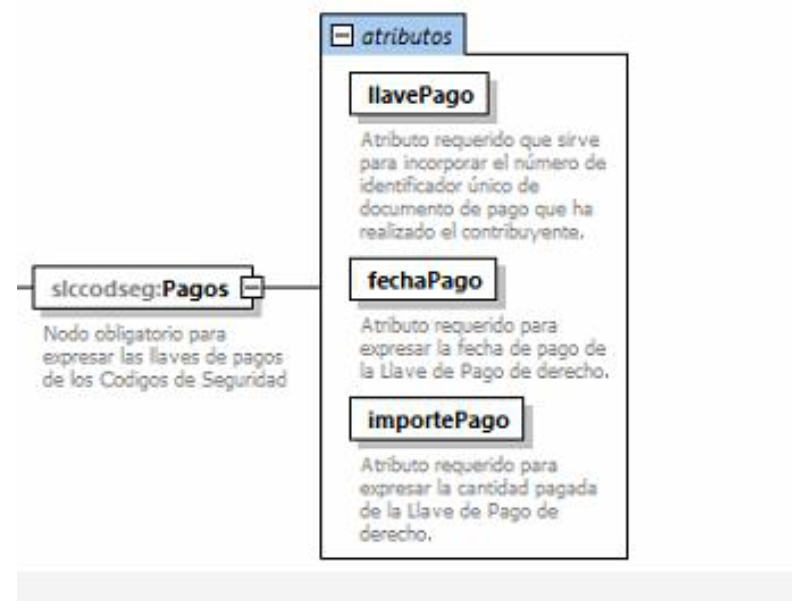 atributos
llavePago
Atributo requerido que sirve
para incorporar el número de
identificador único de
documento de pago que ha
realizado el contribuyente.
slccodseg:Pagos
Nodo obligatorio para
expresar las llaves de pagos
de los Codigos de Seguridad
fechaPago
Atributo requerido para
expresar la fecha de pago de
la Llave de Pago de derecho.
importePago
Atributo requerido para
expresar la cantidad pagada
de la Llave de Pago de
derecho.